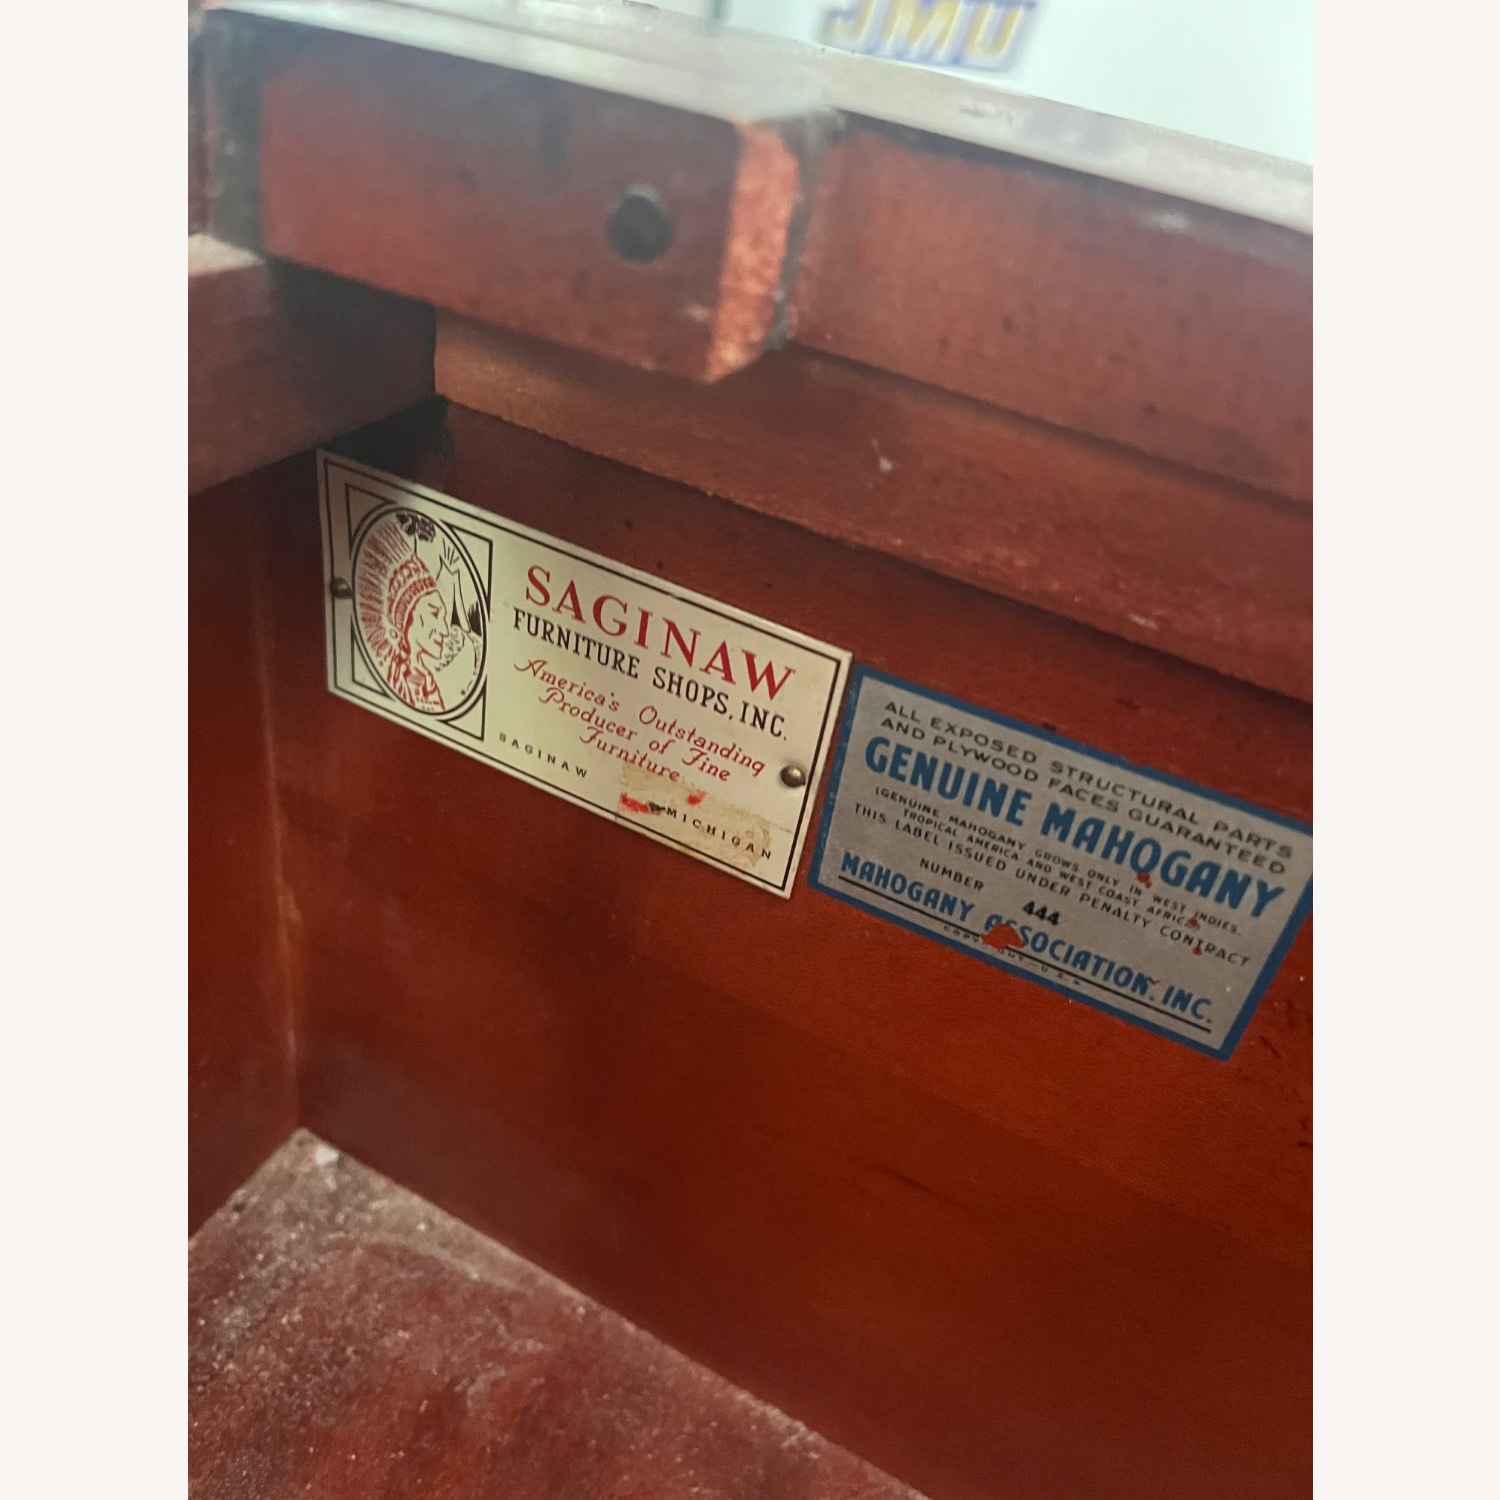 JMU
SAGINAW
FURNITURE SHOPS, INC.
America's Outstanding
Producer of Fine
Furniture
SAGINAW MICHIGAN
ALL EXPOSED STRUCTURAL PARTS
AND PLYWOOD FACES GUARANTEED
GENUINE MAHOGANY
(GENUINE MAHOGANY GROWS ONLY IN WEST INDIES,
TROPICAL AMERICA AND WEST COAST AFRICA)
THIS LABEL ISSUED UNDER PENALTY CONTRACT
NUMBER 444
MAHOGANY ASSOCIATION, INC.
COPYRIGHT-U.S.A.